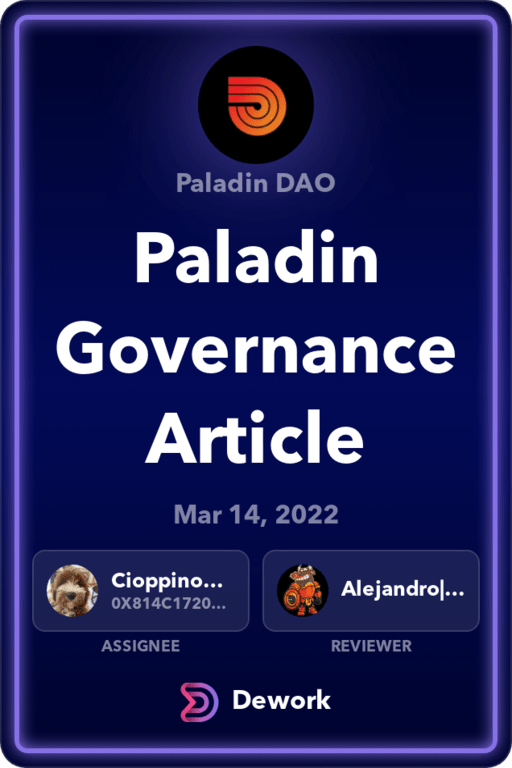 Paladin DAO
Paladin
Governance
Article
Mar 14, 2022
Cioppino...
0X814C1720...
Alejandro|...
ASSIGNEE
REVIEWER
Dework